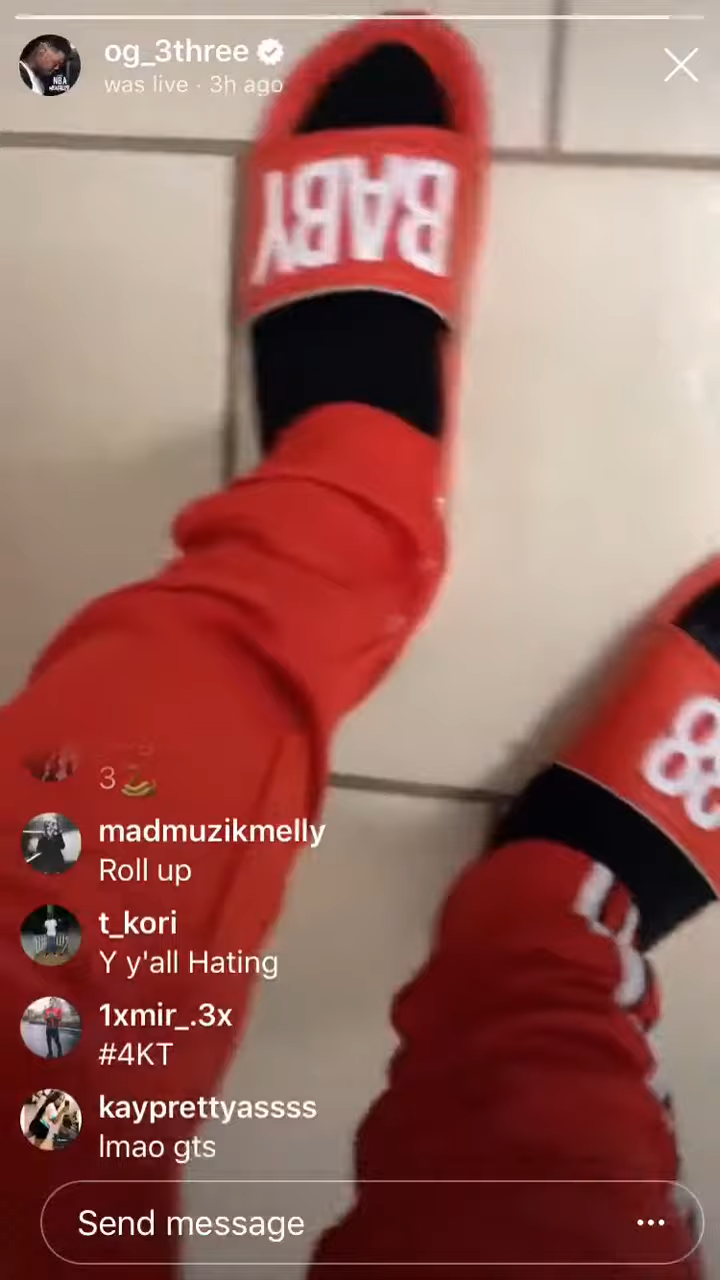 og_3three
was live · 3h ago
BABY
3
madmuzikmelly
Roll up
t_kori
Y y'all Hating
1xmir_.3x
#4KT
kayprettyassss
lmao gts
Send message